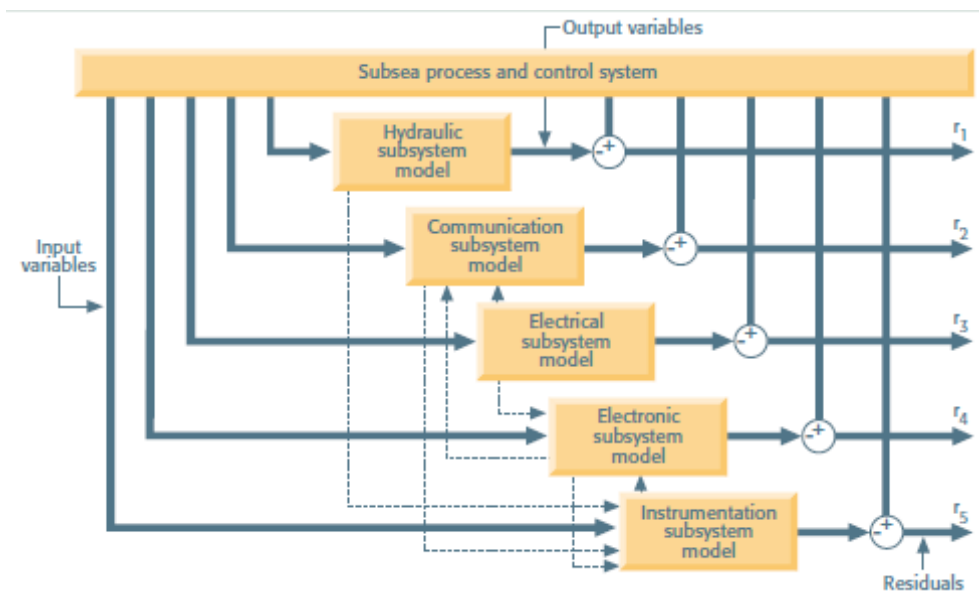 Output variables
Subsea process and control system
Hydraulic
subsystem
model
- +
r1
Communication
subsystem
model
- +
r2
Input
variables
Electrical
subsystem
model
- +
r3
Electronic
subsystem
model
- +
r4
Instrumentation
subsystem
model
- +
r5
Residuals